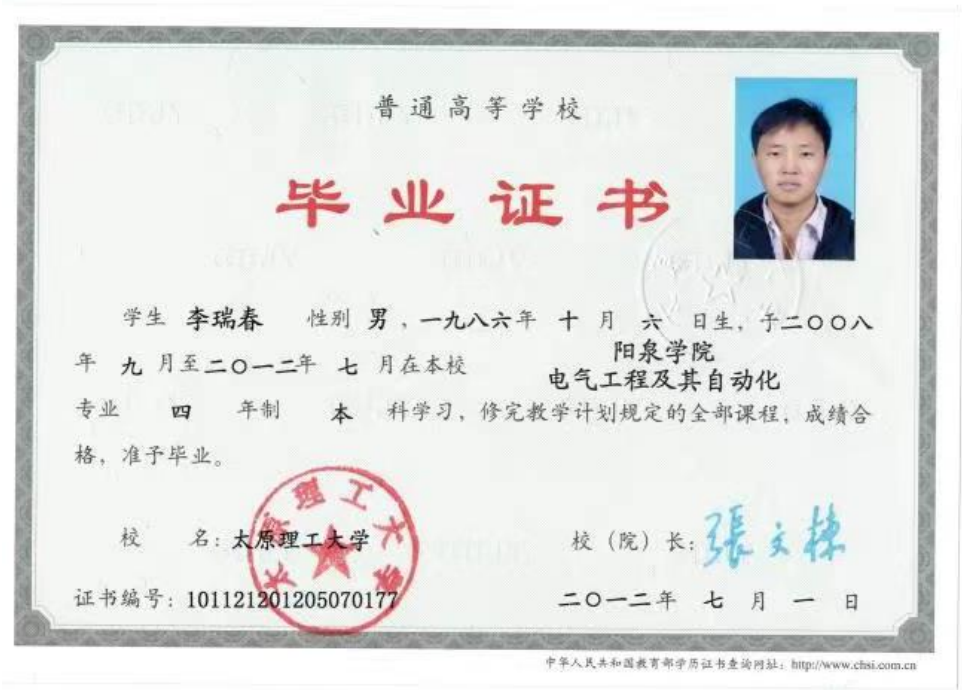 普通高等学校
毕业证书
学生 李瑞春 性别 男，一九八六年 十 月 六 日生，于二〇〇八
年 九 月至二〇一二年 七 月在本校 阳泉学院
电气工程及其自动化
专业 四 年制 本 科学习，修完教学计划规定的全部课程，成绩合
格，准予毕业。
校 名：太原理工大学
校（院）长：張文棟
太原理工大学
证书编号：101121201205070177
二〇一二年 七 月 一 日
中华人民共和国教育部学历证书查询网址：http://www.chsi.com.cn